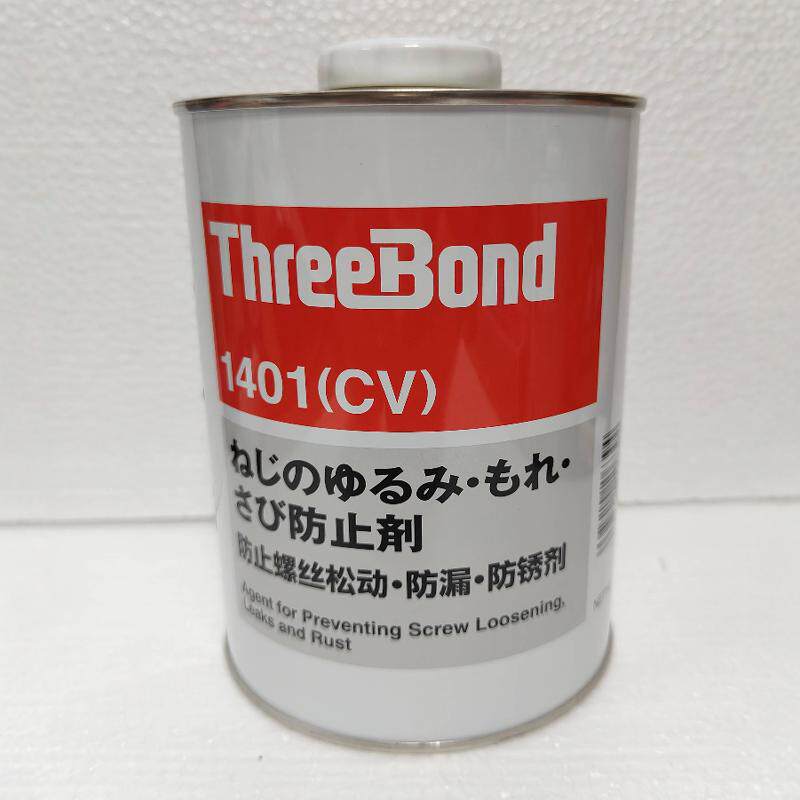 ThreeBond
1401(CV)
ねじのゆるみ・もれ・
さび防止剤
防止螺丝松动・防漏・防锈剂
Agent for Preventing Screw Loosening,
Leaks and Rust